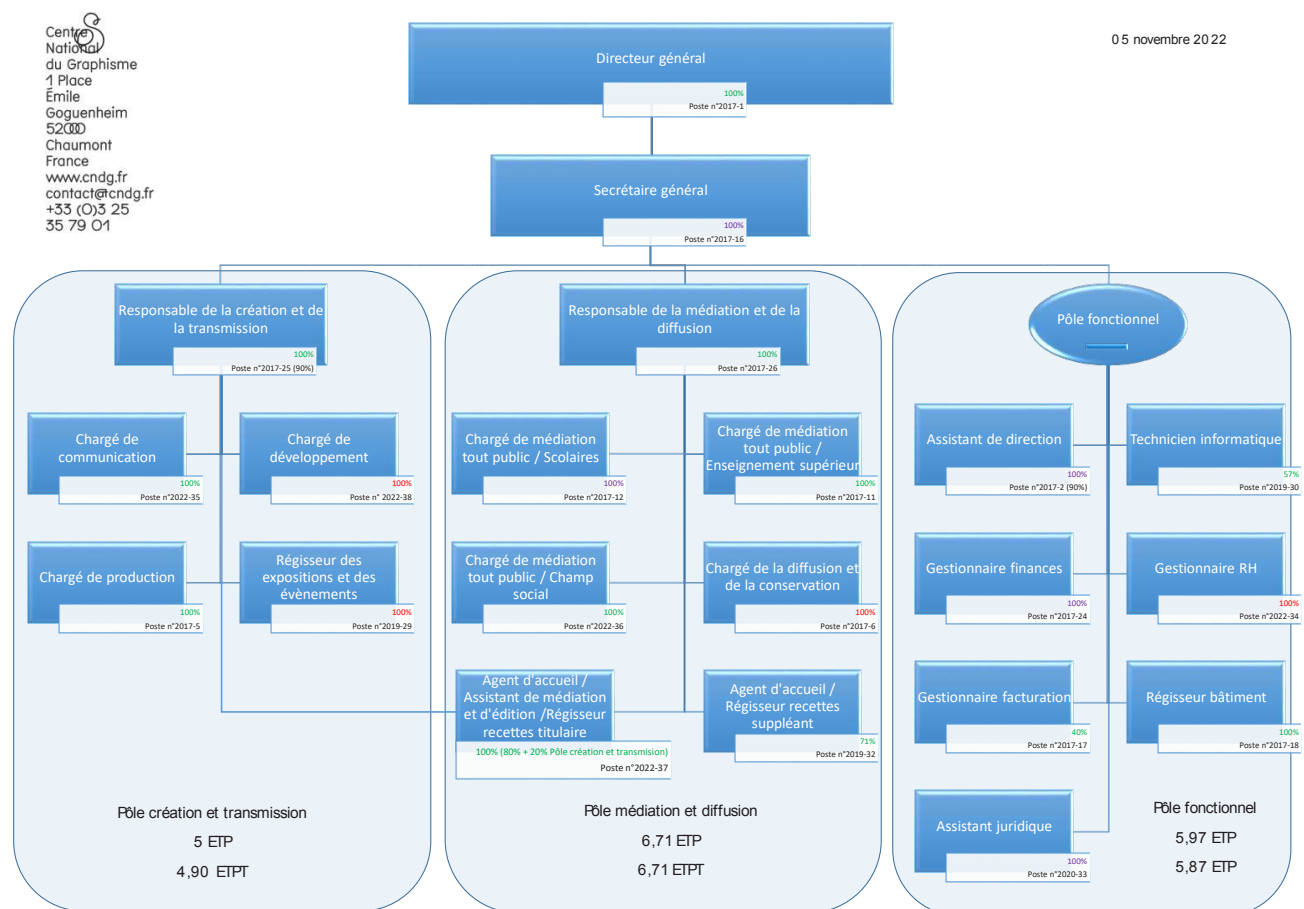 Centre
National
du Graphisme
1 Place
Émile
Goguenheim
52000
Chaumont
France
www.cndg.fr
contact@cndg.fr
+33 (0)3 25
35 79 01
05 novembre 2022
Directeur général
100%
Poste n°2017-1
Secrétaire général
100%
Poste n°2017-16
Responsable de la création et de
la transmission
100%
Poste n°2017-25 (90%)
Chargé de
communication
100%
Poste n°2022-35
Chargé de
développement
100%
Poste n° 2022-38
Chargé de production
100%
Poste n°2017-5
Régisseur des
expositions et des
évènements
100%
Poste n°2019-29
Pôle création et transmission
5 ETP
4,90 ETPT
Responsable de la médiation et de la
diffusion
100%
Poste n°2017-26
Chargé de médiation
tout public / Scolaires
100%
Poste n°2017-12
Chargé de médiation
tout public /
Enseignement supérieur
100%
Poste n°2017-11
Chargé de médiation
tout public / Champ
social
100%
Poste n°2022-36
Chargé de la diffusion et
de la conservation
100%
Poste n°2017-6
Agent d'accueil /
Assistant de médiation
et d'édition /Régisseur
recettes titulaire
100% (80% + 20% Pôle création et transmision)
Poste n°2022-37
Agent d'accueil /
Régisseur recettes
suppléant
71%
Poste n°2019-32
Pôle médiation et diffusion
6,71 ETP
6,71 ETPT
Pôle fonctionnel
Assistant de direction
100%
Poste n°2017-2 (90%)
Technicien informatique
57%
Poste n°2019-30
Gestionnaire finances
100%
Poste n°2017-24
Gestionnaire RH
100%
Poste n°2022-34
Gestionnaire facturation
40%
Poste n°2017-17
Régisseur bâtiment
100%
Poste n°2017-18
Assistant juridique
100%
Poste n°2020-33
Pôle fonctionnel
5,97 ETP
5,87 ETP